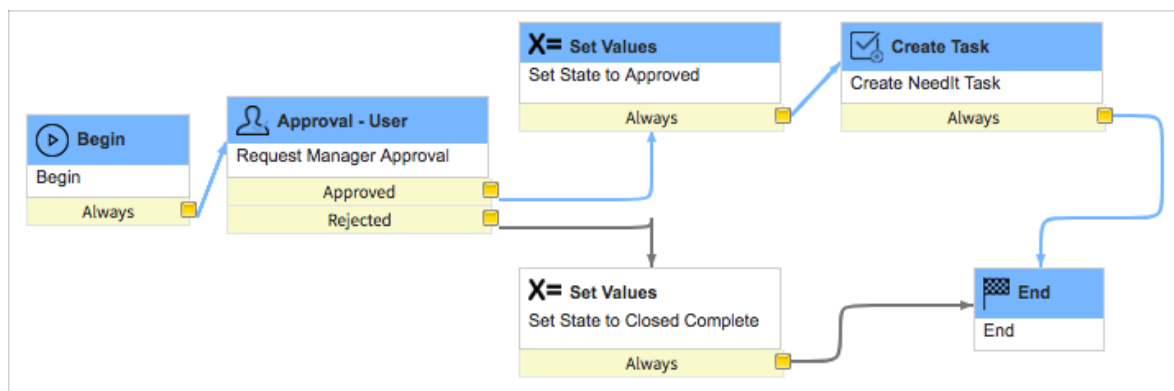 Begin
Begin
Always
Approval - User
Request Manager Approval
Approved
Rejected
X= Set Values
Set State to Approved
Always
Create Task
Create NeedIt Task
Always
X= Set Values
Set State to Closed Complete
Always
End
End